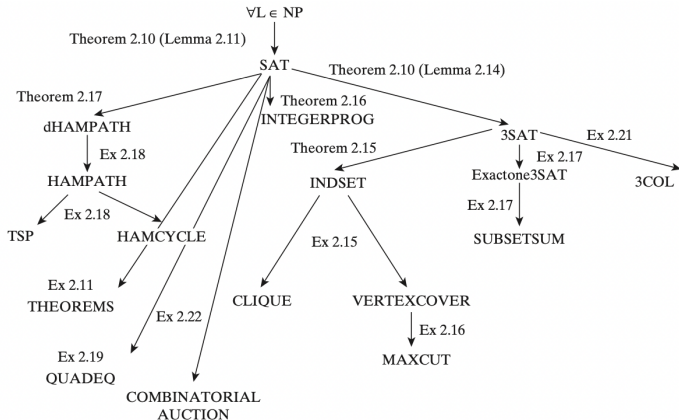 ∀L ∈ NP
Theorem 2.10 (Lemma 2.11)
SAT
Theorem 2.10 (Lemma 2.14)
Theorem 2.17
Theorem 2.16
INTEGERPROG
dHAMPATH
3SAT
Ex 2.21
Theorem 2.15
Ex 2.18
Ex 2.17
Exactone3SAT
HAMPATH
INDSET
3COL
Ex 2.18
Ex 2.17
TSP
HAMCYCLE
SUBSETSUM
Ex 2.15
Ex 2.11
THEOREMS
CLIQUE
VERTEXCOVER
Ex 2.22
Ex 2.16
Ex 2.19
QUADEQ
MAXCUT
COMBINATORIAL
AUCTION